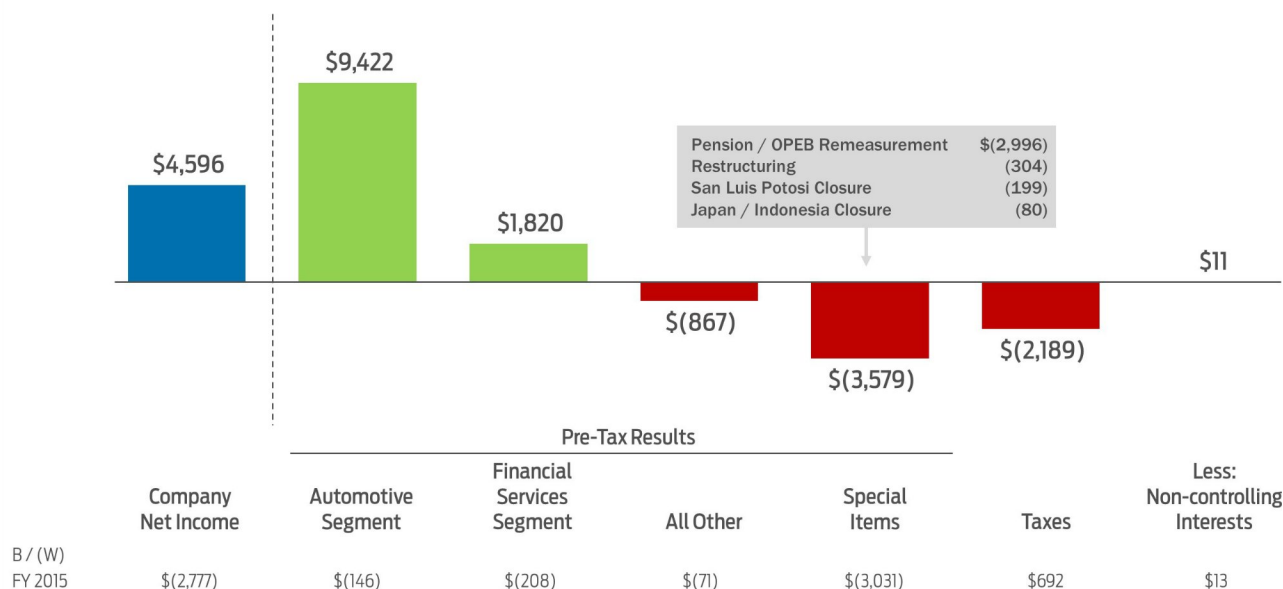 $9,422
$4,596
$1,820
Pension / OPEB Remeasurement $(2,996)
Restructuring (304)
San Luis Potosi Closure (199)
Japan / Indonesia Closure (80)
$11
$(867)
$(3,579)
$(2,189)
Pre-Tax Results
Company
Net Income
Automotive
Segment
Financial
Services
Segment
All Other
Special
Items
Taxes
Less:
Non-controlling
Interests
B / (W)
FY 2015 $(2,777) $(146) $(208) $(71) $(3,031) $692 $13